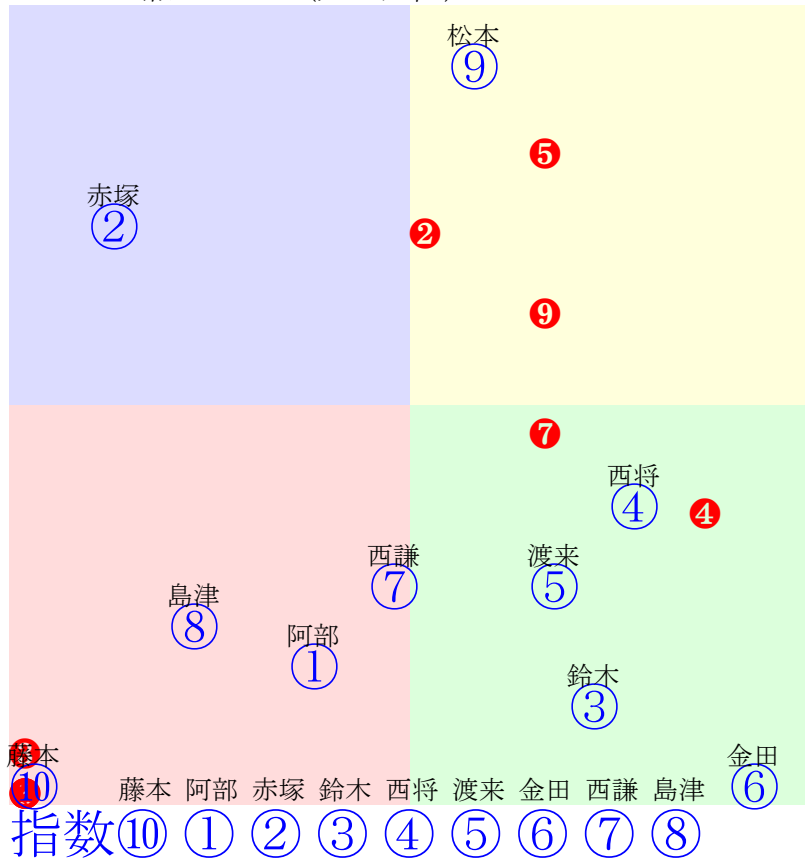 松本
⑨
❺
赤塚
②
❷
❾
❼
西将
④
❹
西謙
⑦
渡来
⑤
島津
⑧
阿部
①
鈴木
③
藤本
⑩
金田
⑥
藤本 阿部 赤塚 鈴木 西将 渡来 金田 西謙 島津
指数⑩①②③④⑤⑥⑦⑧